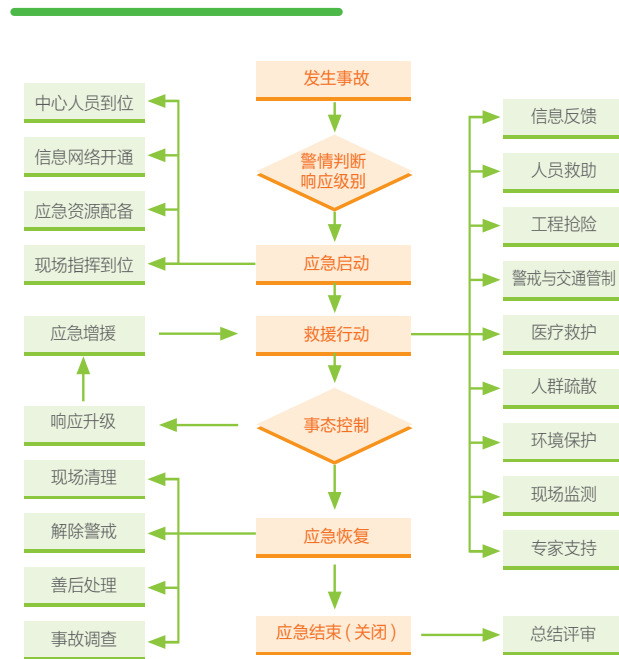 发生事故
警情判断
响应级别
应急启动
救援行动
事态控制
应急恢复
应急结束(关闭)
中心人员到位
信息网络开通
应急资源配备
现场指挥到位
应急增援
响应升级
现场清理
解除警戒
善后处理
事故调查
信息反馈
人员救助
工程抢险
警戒与交通管制
医疗救护
人群疏散
环境保护
现场监测
专家支持
总结评审